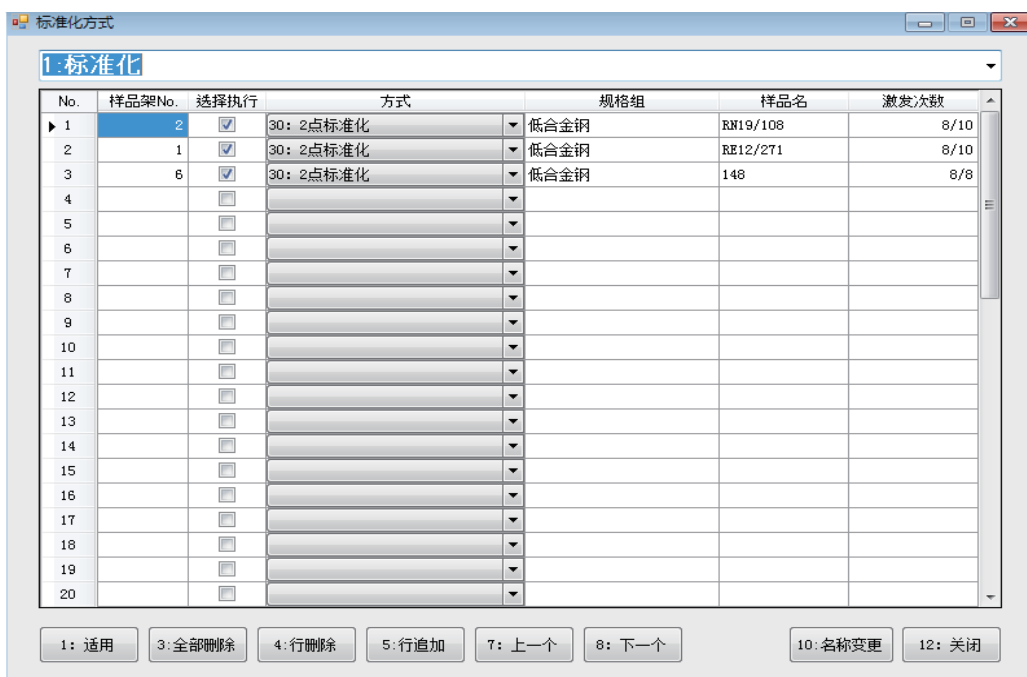 标准化方式
1:标准化
No. 样品架No. 选择执行 方式 规格组 样品名 激发次数
1 2 30: 2点标准化 低合金钢 RN19/108 8/10
2 1 30: 2点标准化 低合金钢 RE12/271 8/10
3 6 30: 2点标准化 低合金钢 148 8/8
4
5
6
7
8
9
10
11
12
13
14
15
16
17
18
19
20
1: 适用 3:全部删除 4:行删除 5:行追加 7: 上一个 8: 下一个 10:名称变更 12: 关闭